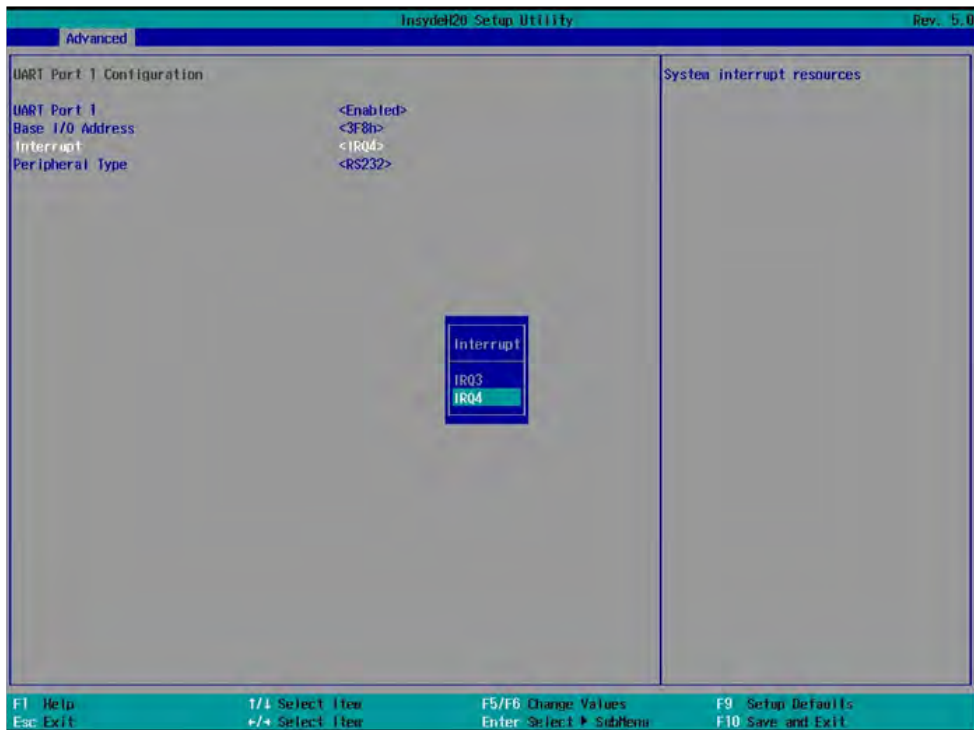 InsydeH20 Setup Utility Rev. 5.0
Advanced
UART Port 1 Configuration
System interrupt resources
UART Port 1 <Enabled>
Base I/O Address <3F8h>
Interrupt <IRQ4>
Peripheral Type <RS232>
Interrupt
IRQ3
IRQ4
F1 Help ↑/↓ Select Item F5/F6 Change Values F9 Setup Defaults
Esc Exit ←/→ Select Item Enter Select ▶ SubMenu F10 Save and Exit